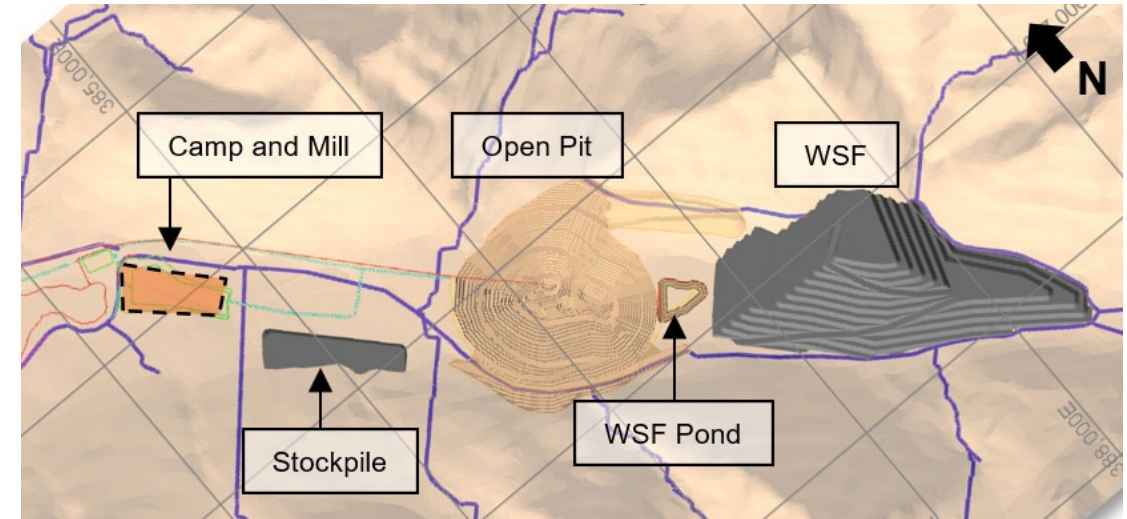 385,000E
N
Camp and Mill
Open Pit
WSF
WSF Pond
Stockpile
388,000E